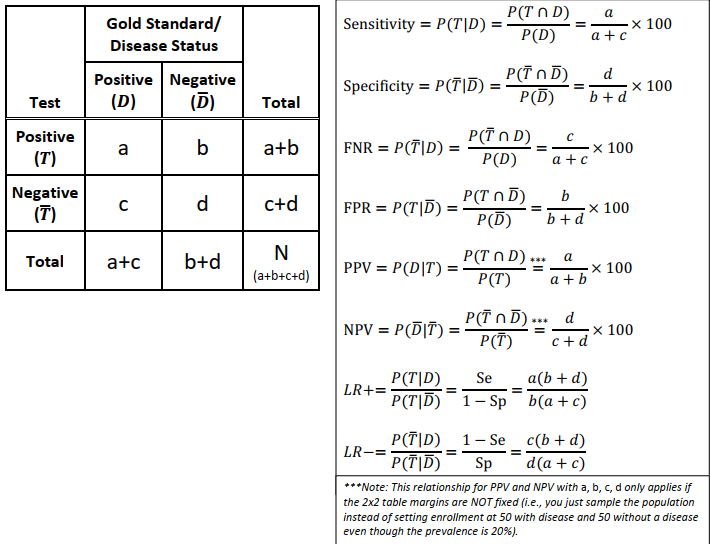 Gold Standard/
Disease Status
Test
Positive
(D)
Negative
(D̅)
Total
Positive
(T)
a
b
a+b
Negative
(T̅)
c
d
c+d
Total
a+c
b+d
N
(a+b+c+d)
Sensitivity = P(T|D) = P(T ∩ D) / P(D) = a / (a + c) × 100
Specificity = P(T̅|D̅) = P(T̅ ∩ D̅) / P(D̅) = d / (b + d) × 100
FNR = P(T̅|D) = P(T̅ ∩ D) / P(D) = c / (a + c) × 100
FPR = P(T|D̅) = P(T ∩ D̅) / P(D̅) = b / (b + d) × 100
PPV = P(D|T) = P(T ∩ D) / P(T) =*** a / (a + b) × 100
NPV = P(D̅|T̅) = P(T̅ ∩ D̅) / P(T̅) =*** d / (c + d) × 100
LR+= P(T|D) / P(T|D̅) = Se / (1 − Sp) = a(b + d) / b(a + c)
LR−= P(T̅|D) / P(T̅|D̅) = (1 − Se) / Sp = c(b + d) / d(a + c)
***Note: This relationship for PPV and NPV with a, b, c, d only applies if
the 2x2 table margins are NOT fixed (i.e., you just sample the population
instead of setting enrollment at 50 with disease and 50 without a disease
even though the prevalence is 20%).